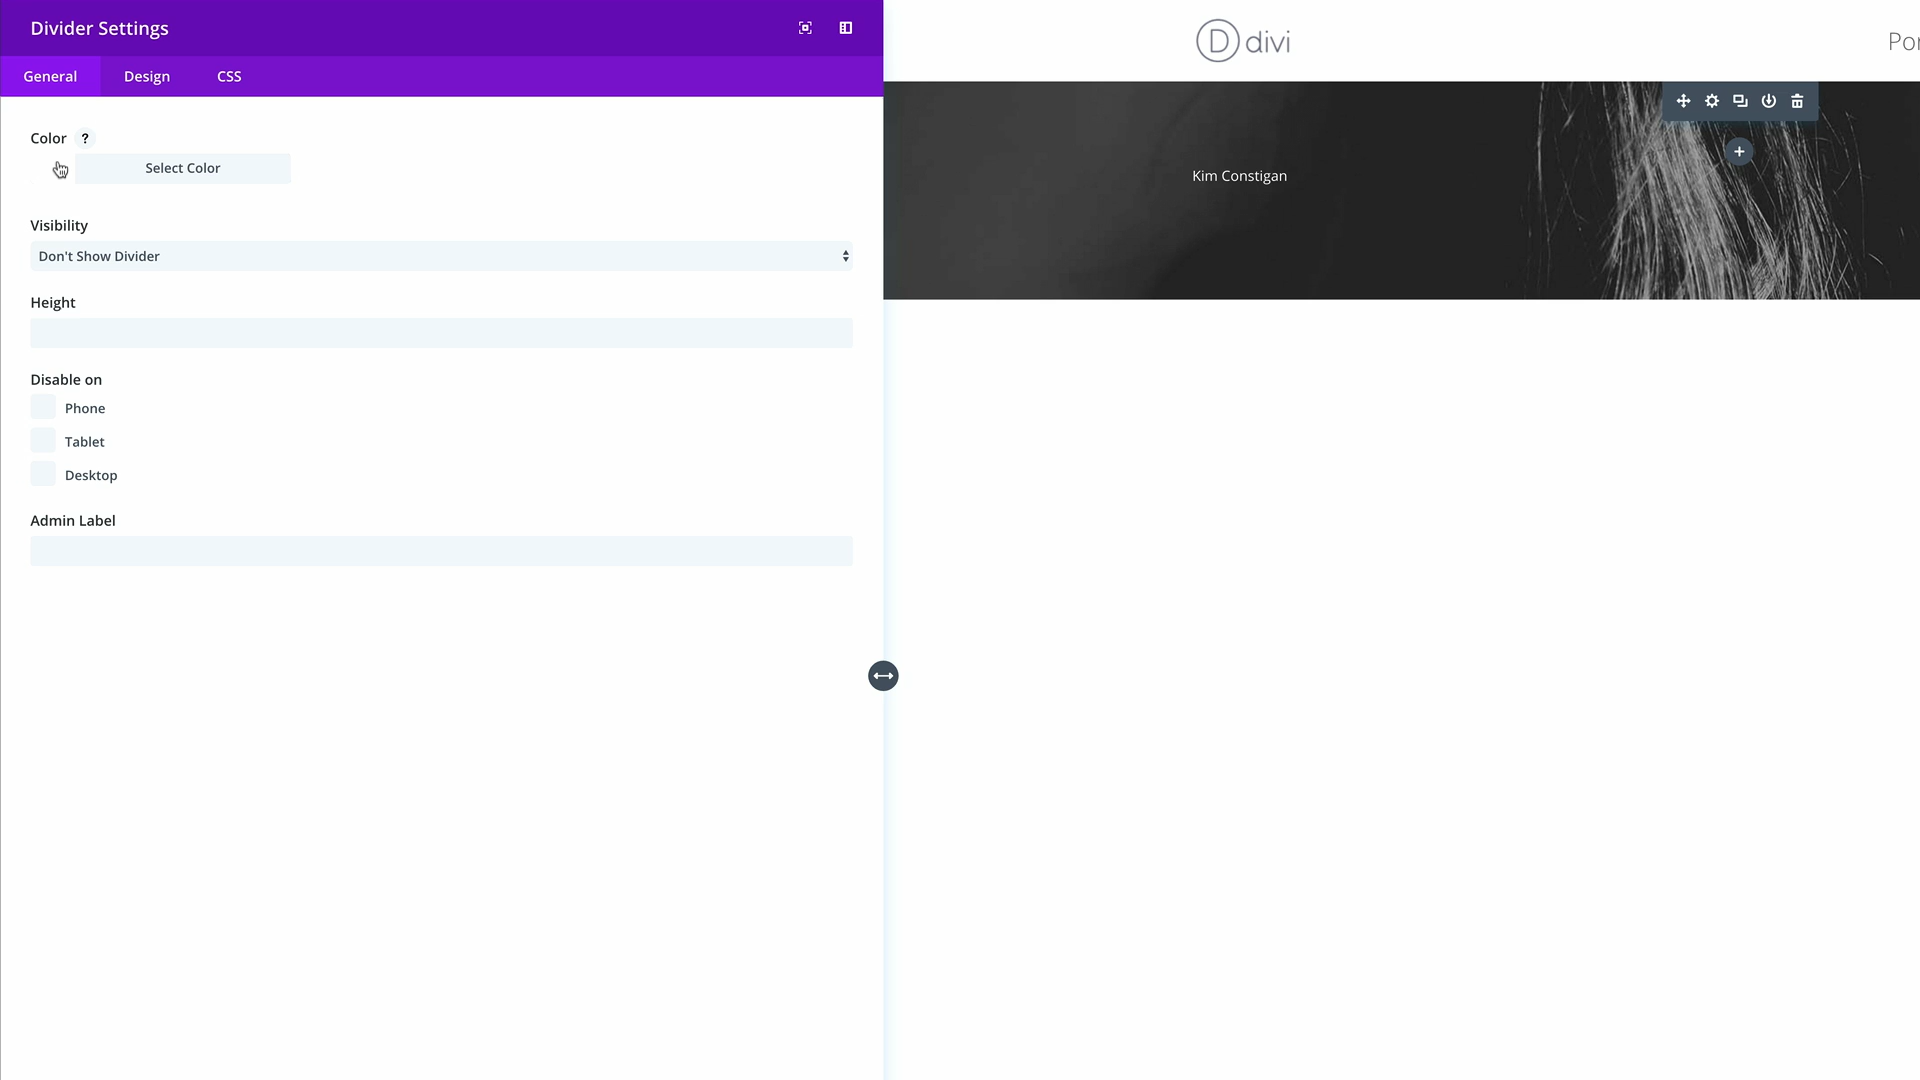 Divider Settings
General Design CSS
Color ?
Select Color
Visibility
Don't Show Divider
Height
Disable on
Phone
Tablet
Desktop
Admin Label
D divi
Por
Kim Constigan